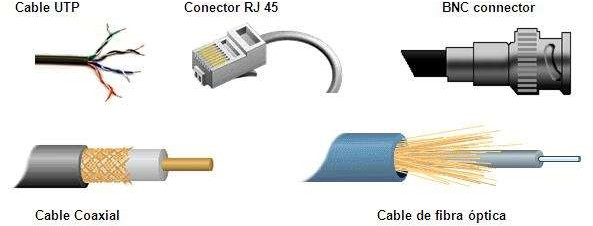 Cable UTP
Conector RJ 45
BNC connector
Cable Coaxial
Cable de fibra óptica